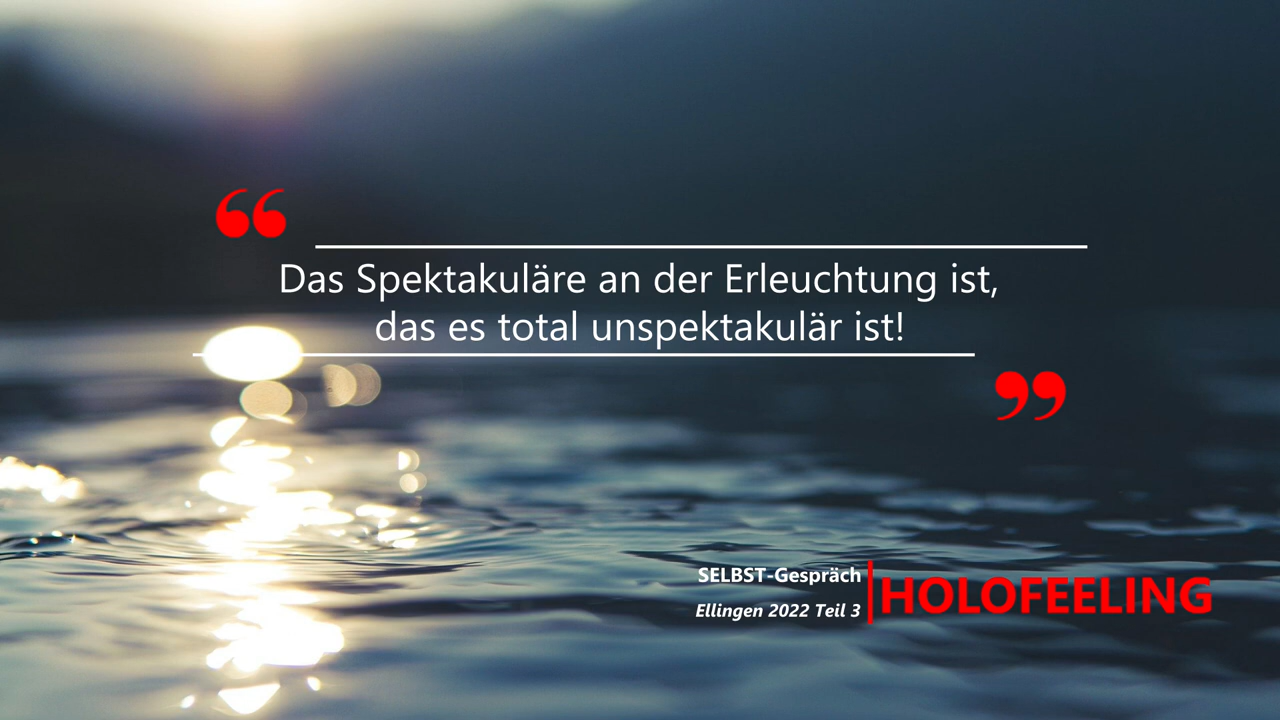 “
Das Spektakuläre an der Erleuchtung ist,
das es total unspektakulär ist!
”
SELBST-Gespräch
Ellingen 2022 Teil 3
HOLOFEELING